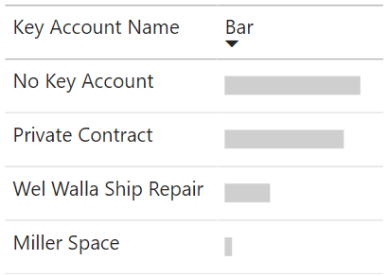 Key Account Name Bar
No Key Account
Private Contract
Wel Walla Ship Repair
Miller Space